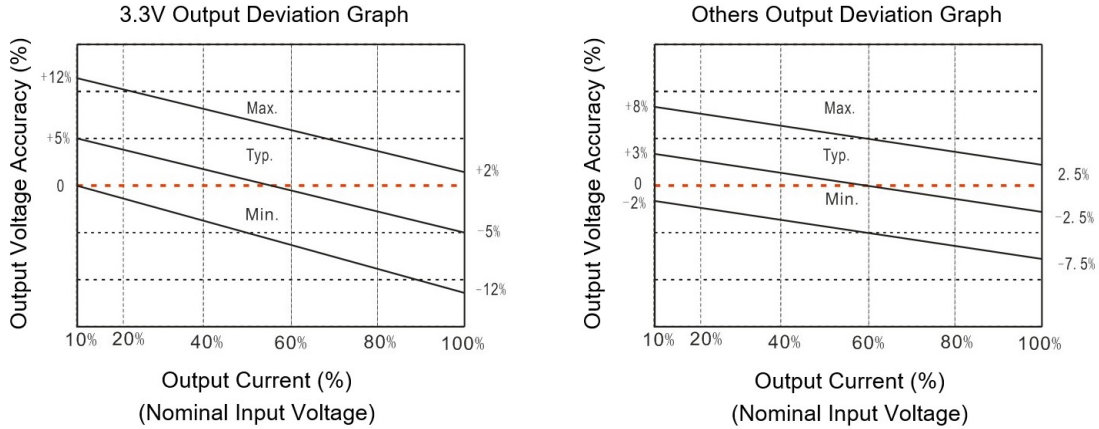 3.3V Output Deviation Graph
Output Voltage Accuracy (%)
+12%
+5%
0
Max.
Typ.
Min.
+2%
-5%
-12%
10% 20% 40% 60% 80% 100%
Output Current (%)
(Nominal Input Voltage)
Others Output Deviation Graph
Output Voltage Accuracy (%)
+8%
+3%
0
-2%
Max.
Typ.
Min.
2.5%
-2.5%
-7.5%
10% 20% 40% 60% 80% 100%
Output Current (%)
(Nominal Input Voltage)